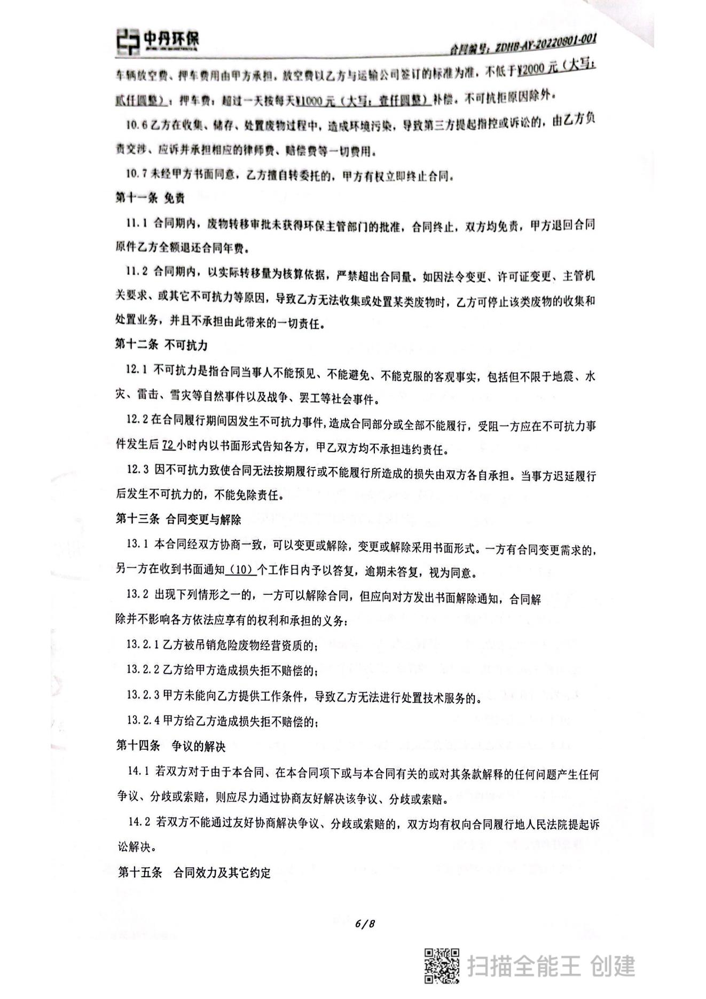 中丹环保
合同编号：ZDHB-AY-20220801-001
车辆放空费、押车费用由甲方承担。放空费以乙方与运输公司签订的标准为准，不低于¥2000 元（大写：
贰仟圆整）；押车费：超过一天按每天¥1000 元（大写：壹仟圆整）补偿。不可抗拒原因除外。
10.6 乙方在收集、储存、处置废物过程中，造成环境污染，导致第三方提起指控或诉讼的，由乙方负
责交涉、应诉并承担相应的律师费、赔偿费等一切费用。
10.7 未经甲方书面同意，乙方擅自转委托的，甲方有权立即终止合同。
第十一条 免责
11.1 合同期内，废物转移审批未获得环保主管部门的批准，合同终止，双方均免责，甲方退回合同
原件乙方全额退还合同年费。
11.2 合同期内，以实际转移量为核算依据，严禁超出合同量。如因法令变更、许可证变更、主管机
关要求、或其它不可抗力等原因，导致乙方无法收集或处置某类废物时，乙方可停止该类废物的收集和
处置业务，并且不承担由此带来的一切责任。
第十二条 不可抗力
12.1 不可抗力是指合同当事人不能预见、不能避免、不能克服的客观事实，包括但不限于地震、水
灾、雷击、雪灾等自然事件以及战争、罢工等社会事件。
12.2 在合同履行期间因发生不可抗力事件,造成合同部分或全部不能履行，受阻一方应在不可抗力事
件发生后 72 小时内以书面形式告知各方，甲乙双方均不承担违约责任。
12.3 因不可抗力致使合同无法按期履行或不能履行所造成的损失由双方各自承担。当事方迟延履行
后发生不可抗力的，不能免除责任。
第十三条 合同变更与解除
13.1 本合同经双方协商一致，可以变更或解除，变更或解除采用书面形式。一方有合同变更需求的，
另一方在收到书面通知（10）个工作日内予以答复，逾期未答复，视为同意。
13.2 出现下列情形之一的，一方可以解除合同，但应向对方发出书面解除通知，合同解
除并不影响各方依法应享有的权利和承担的义务：
13.2.1 乙方被吊销危险废物经营资质的；
13.2.2 乙方给甲方造成损失拒不赔偿的；
13.2.3 甲方未能向乙方提供工作条件，导致乙方无法进行处置技术服务的。
13.2.4 甲方给乙方造成损失拒不赔偿的；
第十四条 争议的解决
14.1 若双方对于由于本合同、在本合同项下或与本合同有关的或对其条款解释的任何问题产生任何
争议、分歧或索赔，则应尽力通过协商友好解决该争议、分歧或索赔。
14.2 若双方不能通过友好协商解决争议、分歧或索赔的，双方均有权向合同履行地人民法院提起诉
讼解决。
第十五条 合同效力及其它约定
6/8
扫描全能王 创建